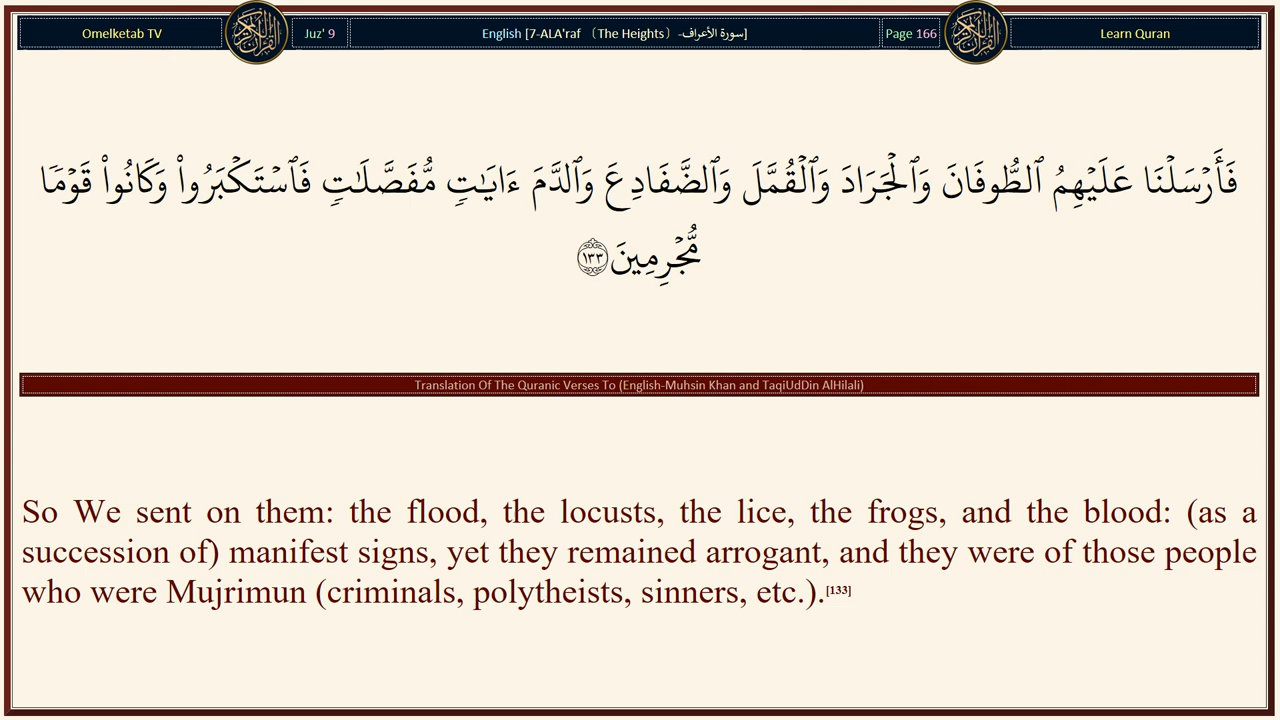 Omelketab TV
Juz' 9
English [7-ALA'raf （The Heights）-سورة الأعراف]
Page 166
Learn Quran
فَأَرۡسَلۡنَا عَلَيۡهِمُ ٱلطُّوفَانَ وَٱلۡجَرَادَ وَٱلۡقُمَّلَ وَٱلضَّفَادِعَ وَٱلدَّمَ ءَايَٰتٖ مُّفَصَّلَٰتٖ فَٱسۡتَكۡبَرُواْ وَكَانُواْ قَوۡمٗا
مُّجۡرِمِينَ ١٣٣
Translation Of The Quranic Verses To (English-Muhsin Khan and TaqiUdDin AlHilali)
So We sent on them: the flood, the locusts, the lice, the frogs, and the blood: (as a
succession of) manifest signs, yet they remained arrogant, and they were of those people
who were Mujrimun (criminals, polytheists, sinners, etc.).[133]